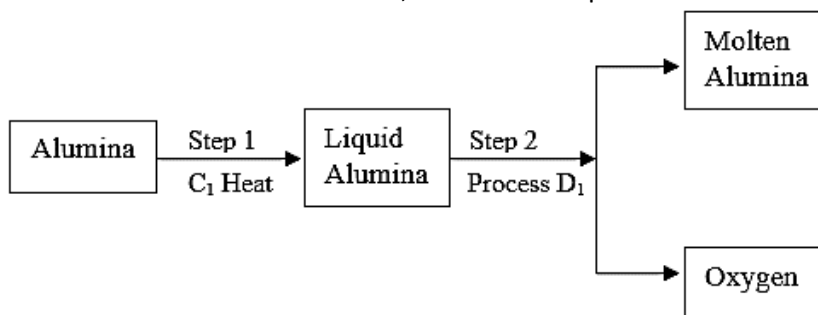 Molten
Alumina
Alumina
Step 1
C₁ Heat
Liquid
Alumina
Step 2
Process D₁
Oxygen